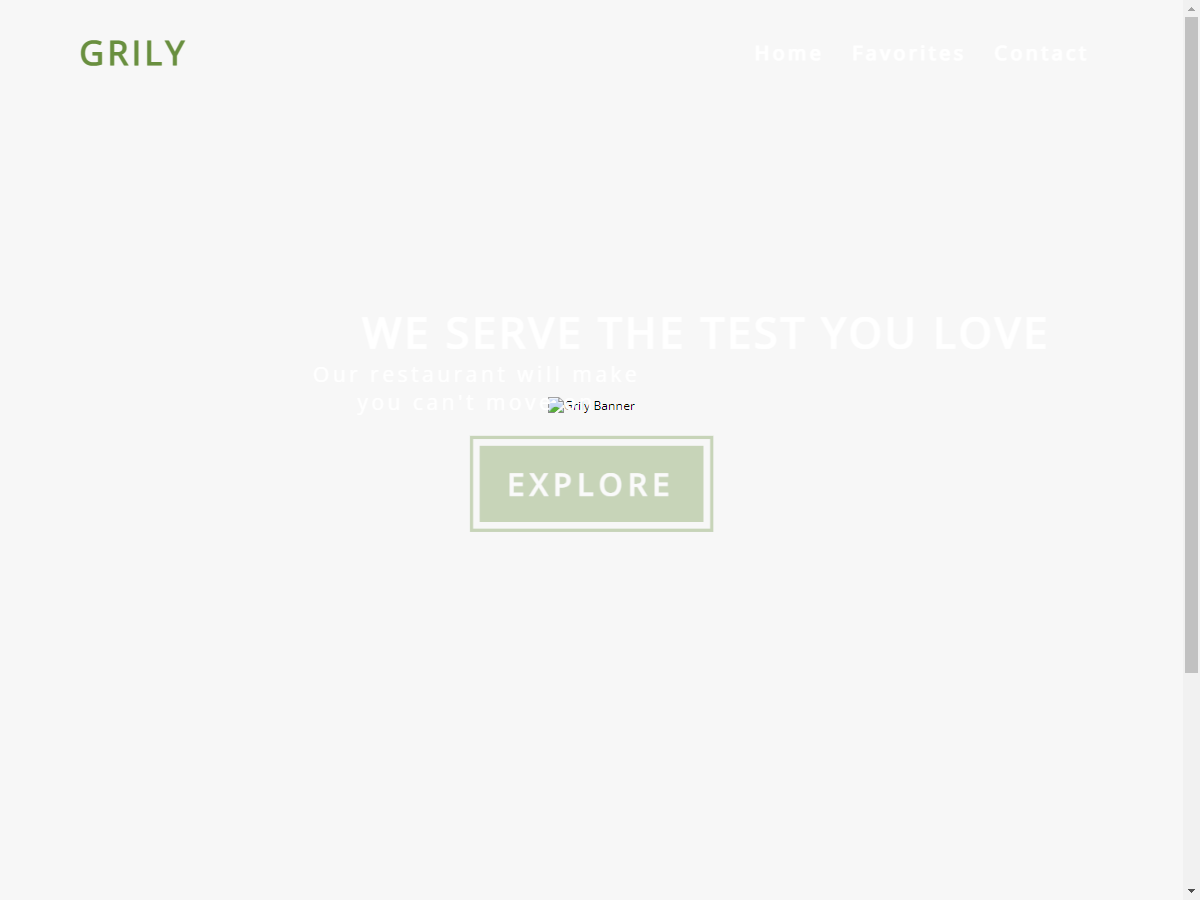 GRILY
Home Favorites Contact
WE SERVE THE TEST YOU LOVE
Our restaurant will make
you can't move
Grily Banner
EXPLORE